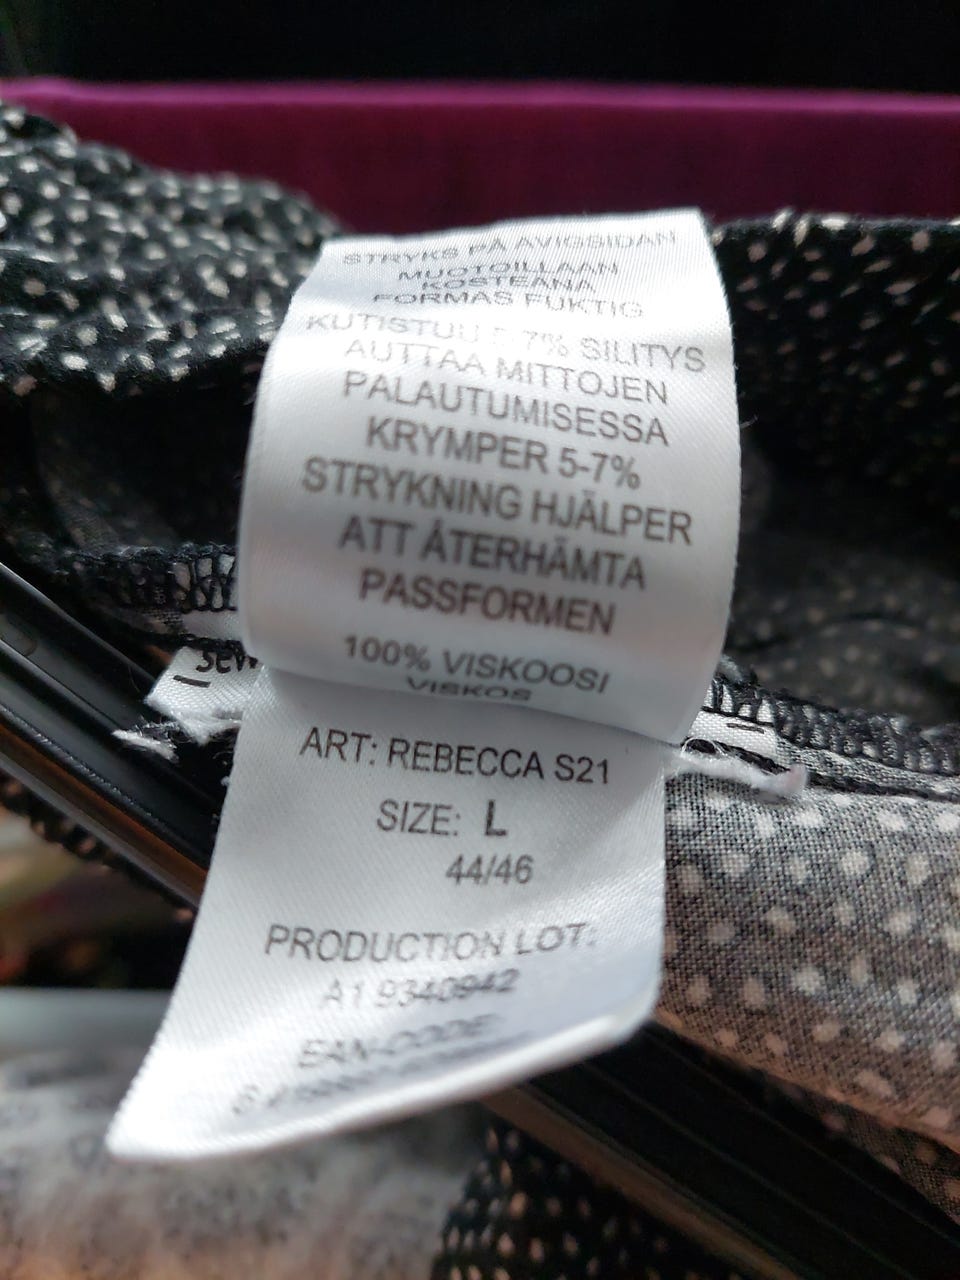 STRYKS PÅ AVIGSIDAN
MUOTOILLAAN
KOSTEANA
FORMAS FUKTIG
KUTISTUU 5-7% SILITYS
AUTTAA MITTOJEN
PALAUTUMISESSA
KRYMPER 5-7%
STRYKNING HJÄLPER
ATT ÅTERHÄMTA
PASSFORMEN
100% VISKOOSI
VISKOS
ART: REBECCA S21
SIZE: L
44/46
PRODUCTION LOT:
A1 9340942
EAN-CODE: